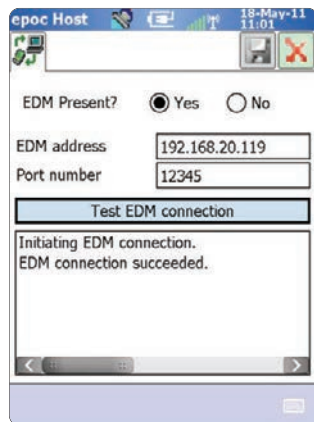 epoc Host 18-May-11
11:01
EDM Present? Yes No
EDM address 192.168.20.119
Port number 12345
Test EDM connection
Initiating EDM connection.
EDM connection succeeded.